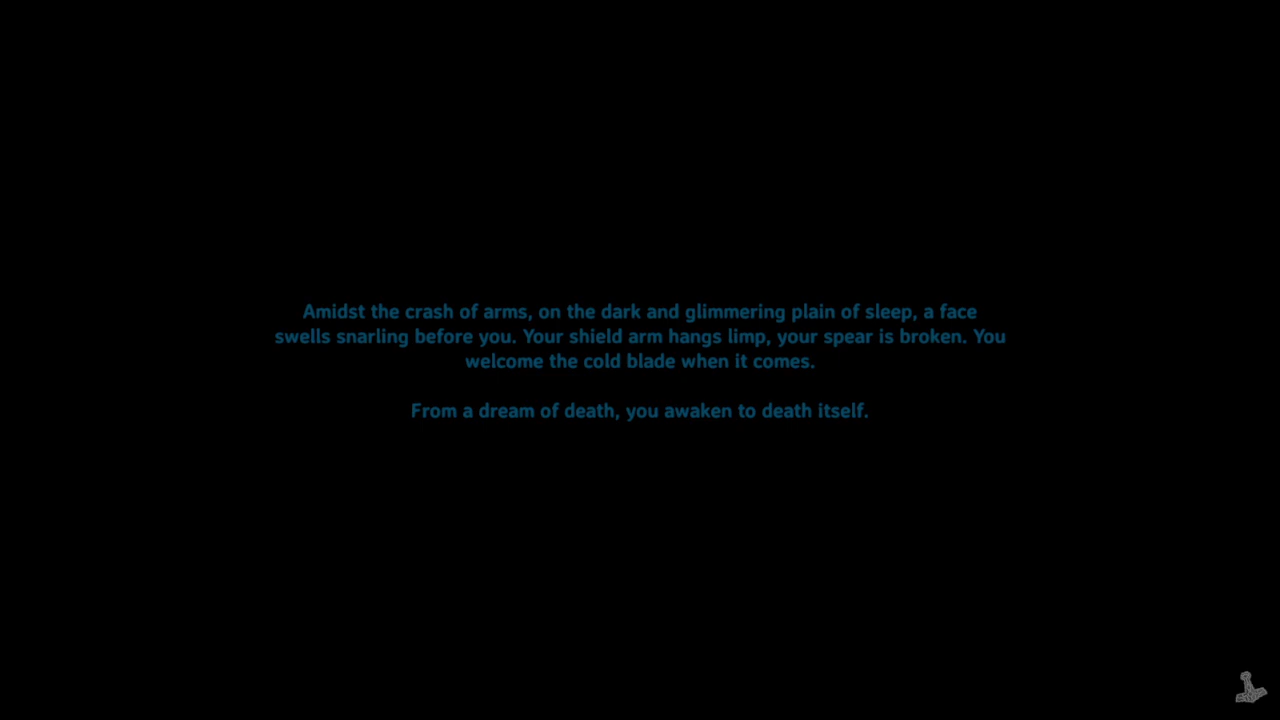 Amidst the crash of arms, on the dark and glimmering plain of sleep, a face
swells snarling before you. Your shield arm hangs limp, your spear is broken. You
welcome the cold blade when it comes.
From a dream of death, you awaken to death itself.